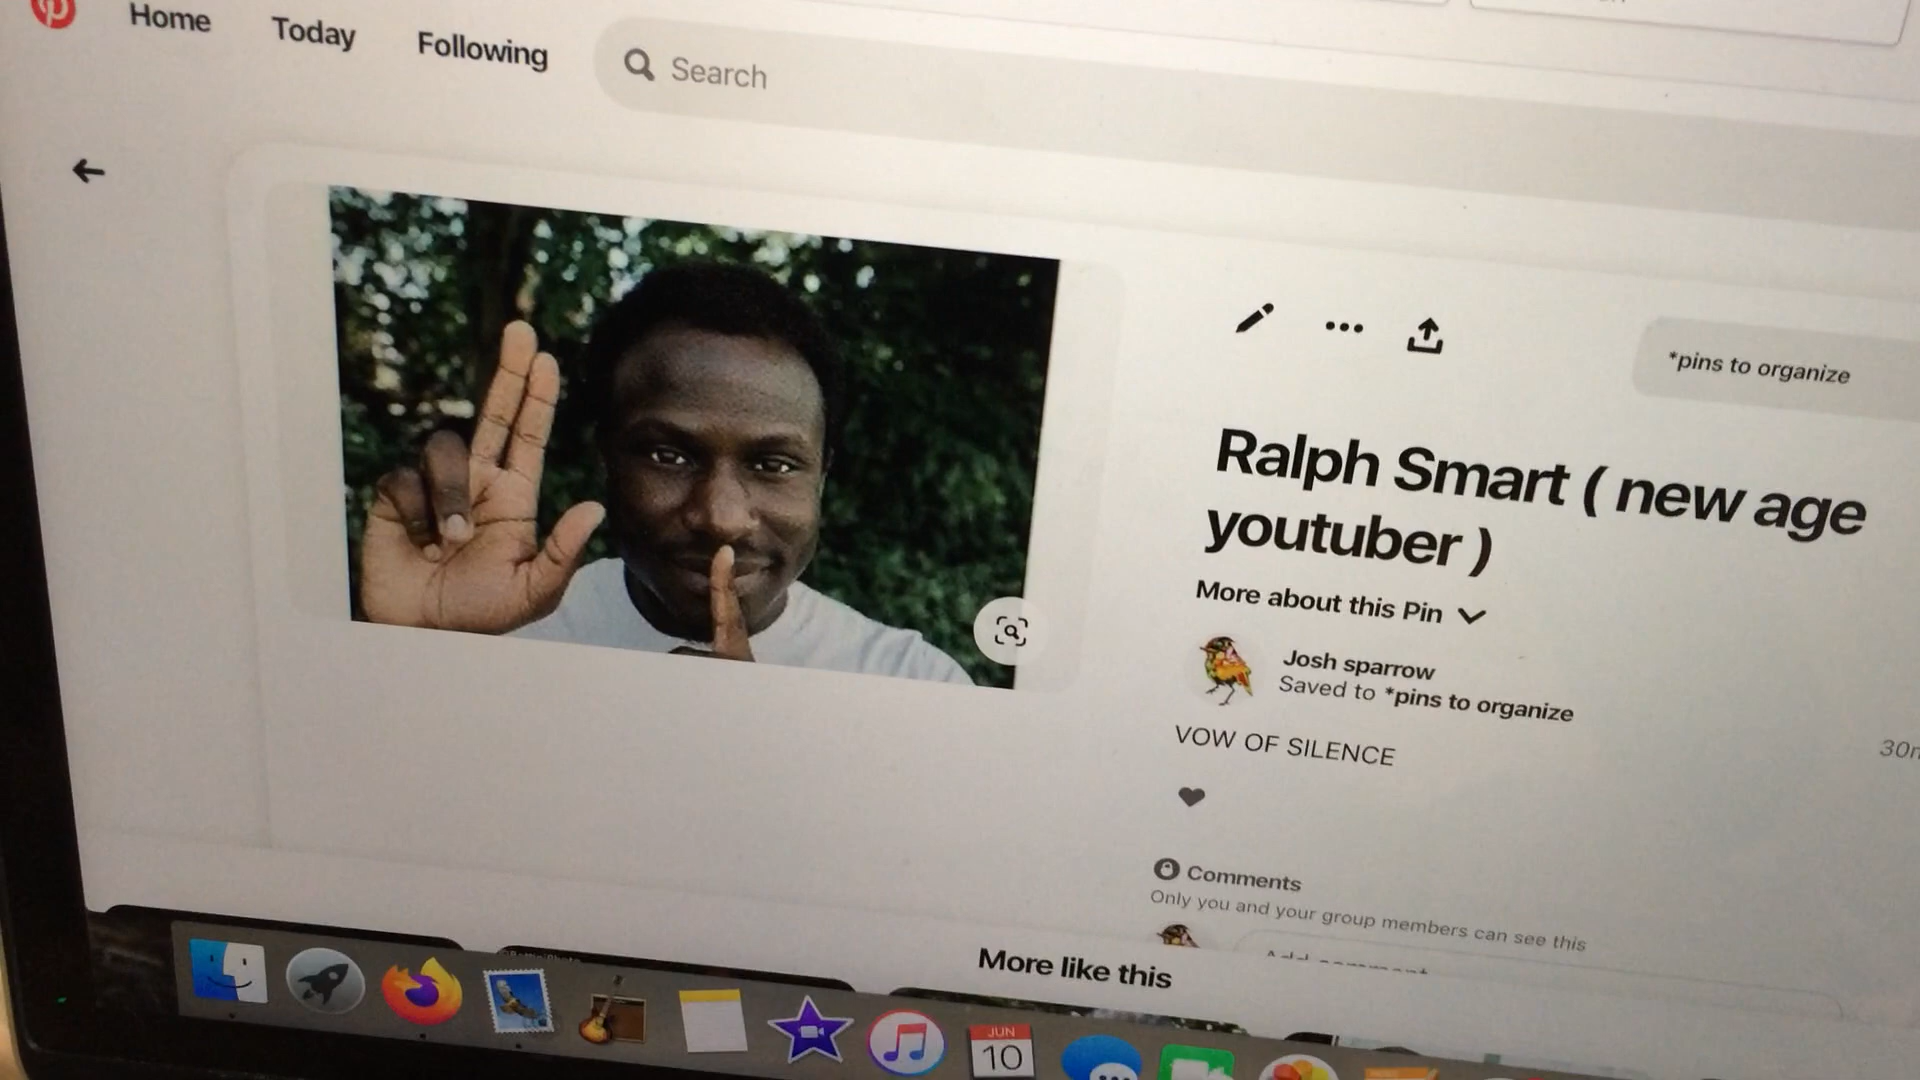 Home Today Following Search
*pins to organize
Ralph Smart ( new age
youtuber )
More about this Pin
Josh sparrow
Saved to *pins to organize
VOW OF SILENCE
Comments
Only you and your group members can see this
More like this
JUN
10